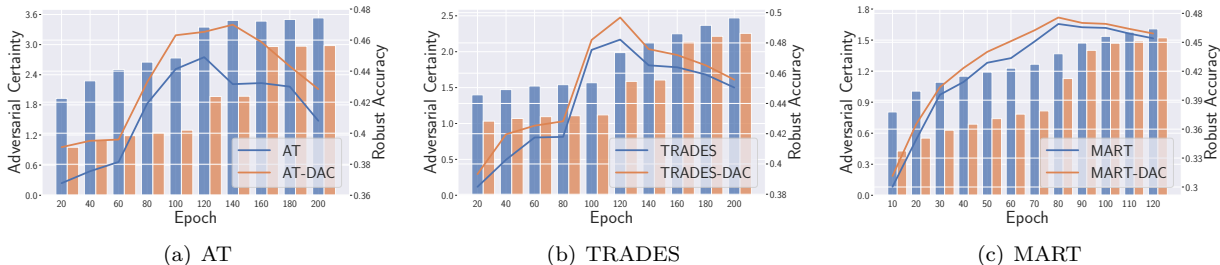 3.6
3.0
2.4
1.8
1.2
0.6
0.0
Adversarial Certainty
0.48
0.46
0.44
0.42
0.40
0.38
0.36
Robust Accuracy
AT
AT-DAC
20 40 60 80 100 120 140 160 180 200
Epoch
(a) AT
2.5
2.0
1.5
1.0
0.5
0.0
Adversarial Certainty
0.5
0.48
0.46
0.44
0.42
0.4
0.38
Robust Accuracy
TRADES
TRADES-DAC
20 40 60 80 100 120 140 160 180 200
Epoch
(b) TRADES
1.8
1.5
1.2
0.9
0.6
0.3
0.0
Adversarial Certainty
0.48
0.45
0.42
0.39
0.36
0.33
0.3
Robust Accuracy
MART
MART-DAC
10 20 30 40 50 60 70 80 90 100 110 120
Epoch
(c) MART